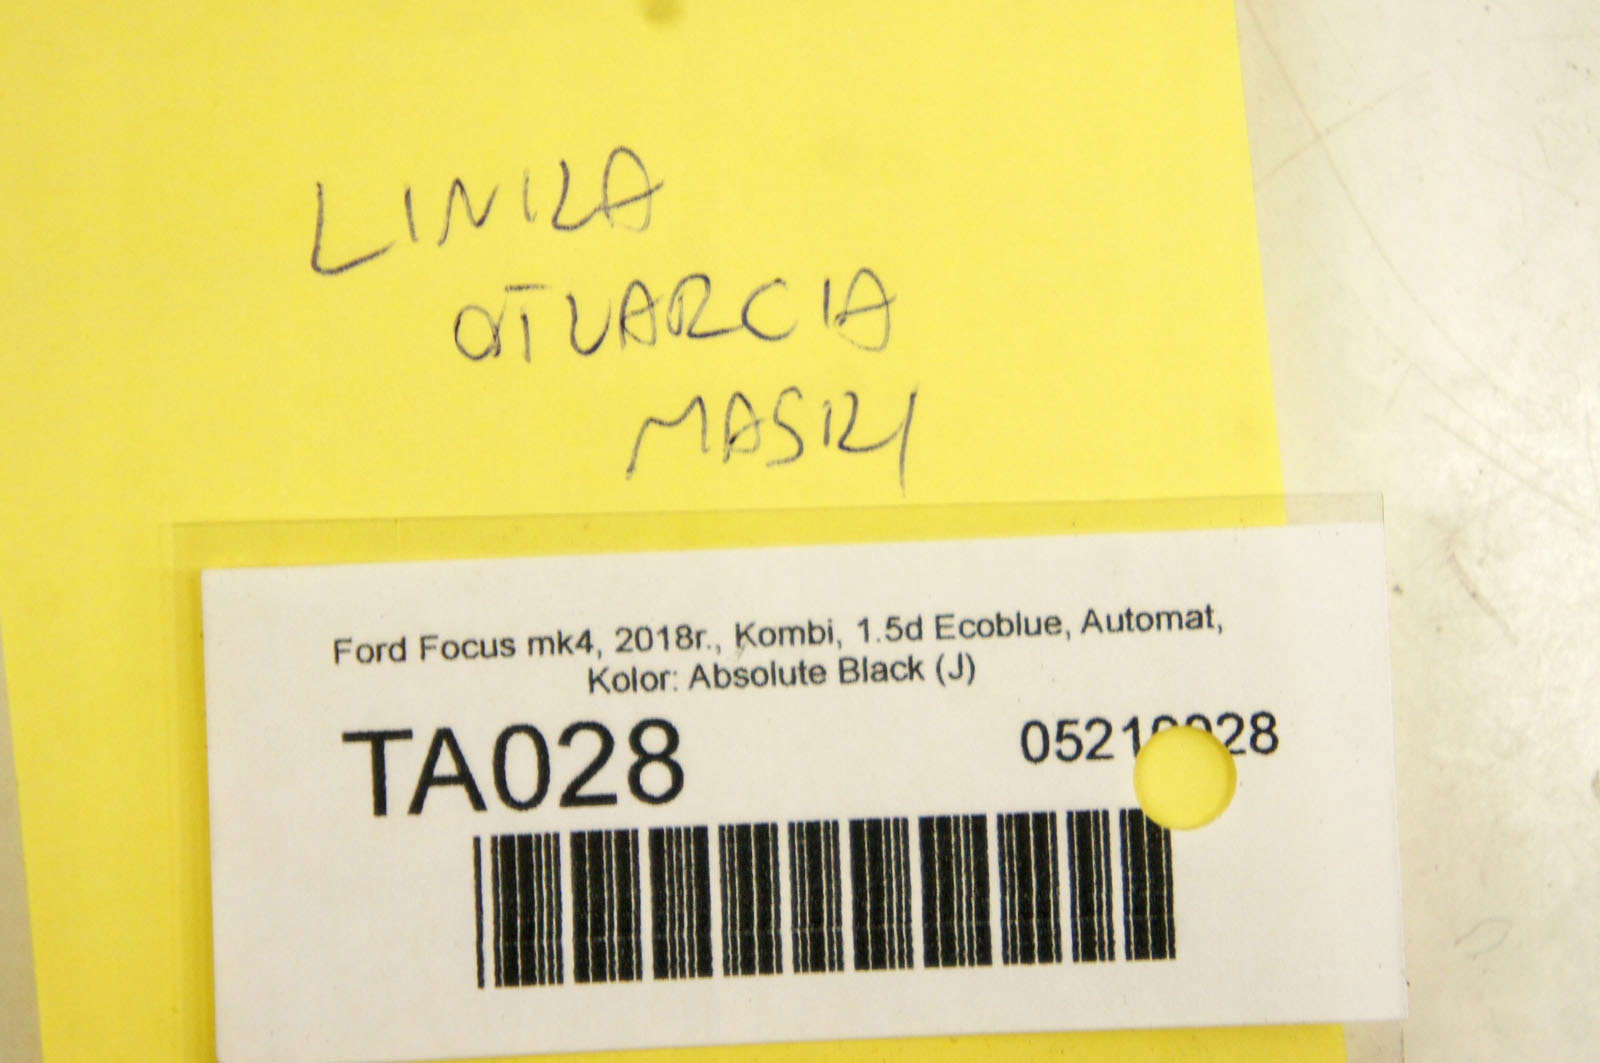 LINKA
OTWARCIA
MASKI
Ford Focus mk4, 2018r., Kombi, 1.5d Ecoblue, Automat,
Kolor: Absolute Black (J)
TA028